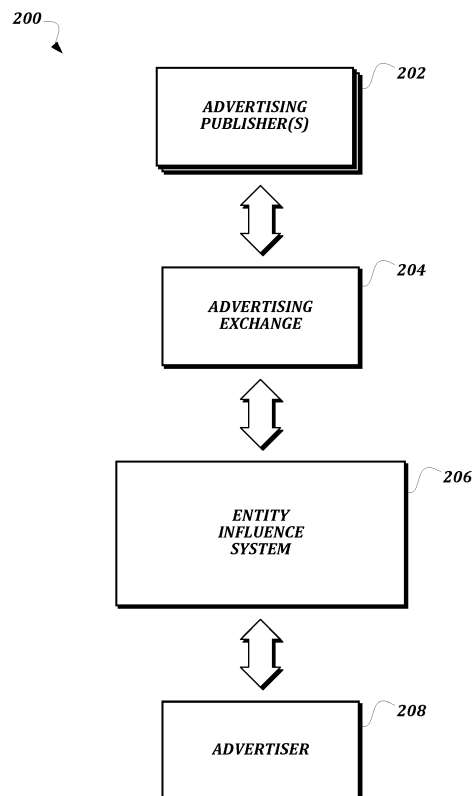 200
202
ADVERTISING
PUBLISHER(S)
204
ADVERTISING
EXCHANGE
206
ENTITY
INFLUENCE
SYSTEM
208
ADVERTISER